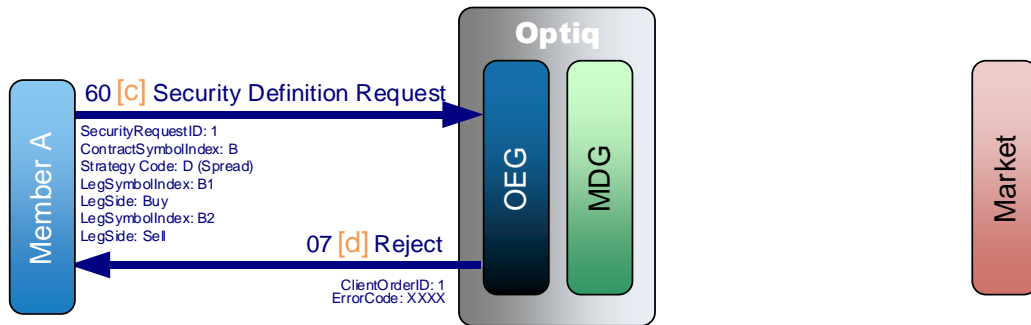 Optiq
60 [c] Security Definition Request
SecurityRequestID: 1
ContractSymbolIndex: B
Strategy Code: D (Spread)
LegSymbolIndex: B1
LegSide: Buy
LegSymbolIndex: B2
LegSide: Sell
07 [d] Reject
ClientOrderID: 1
ErrorCode: XXXX
Member A
OEG
MDG
Market